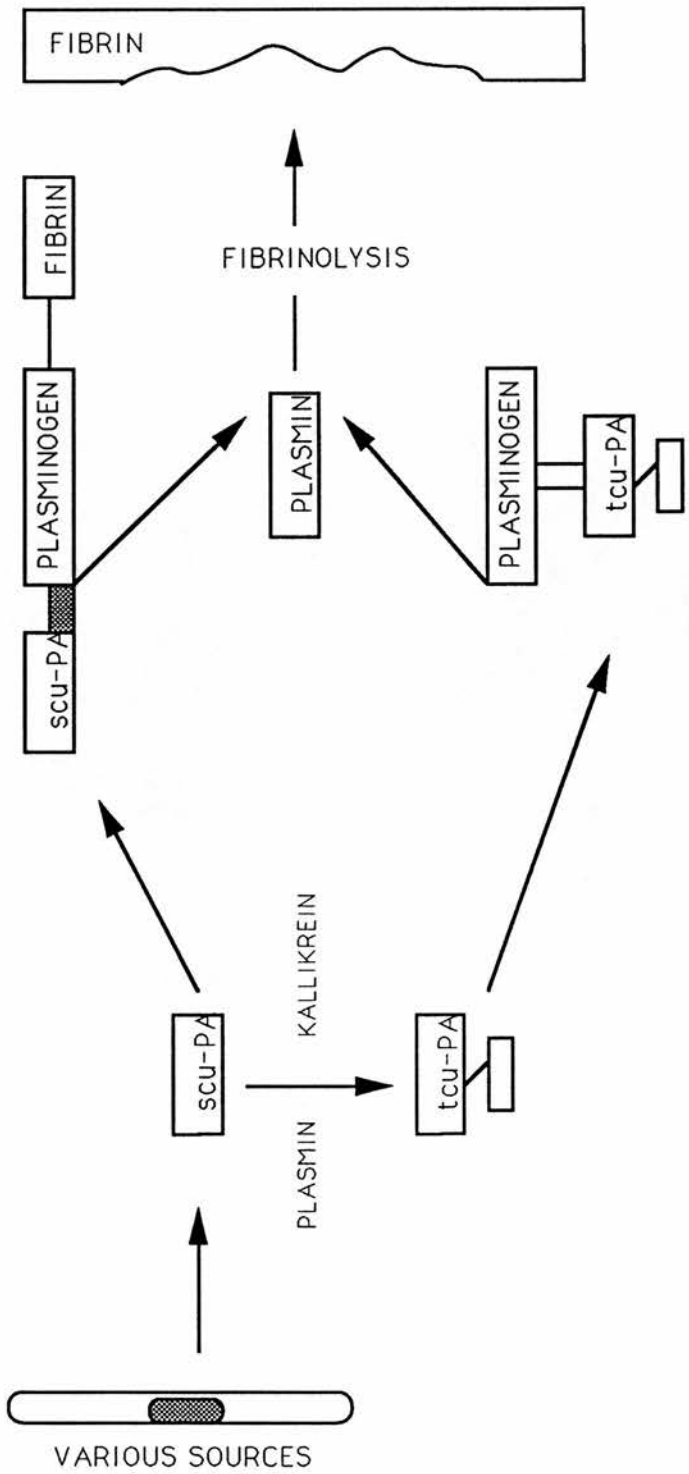 FIBRIN
FIBRIN
PLASMINOGEN
scu-PA
FIBRINOLYSIS
PLASMIN
PLASMINOGEN
tcu-PA
scu-PA
KALLIKREIN
PLASMIN
tcu-PA
VARIOUS SOURCES